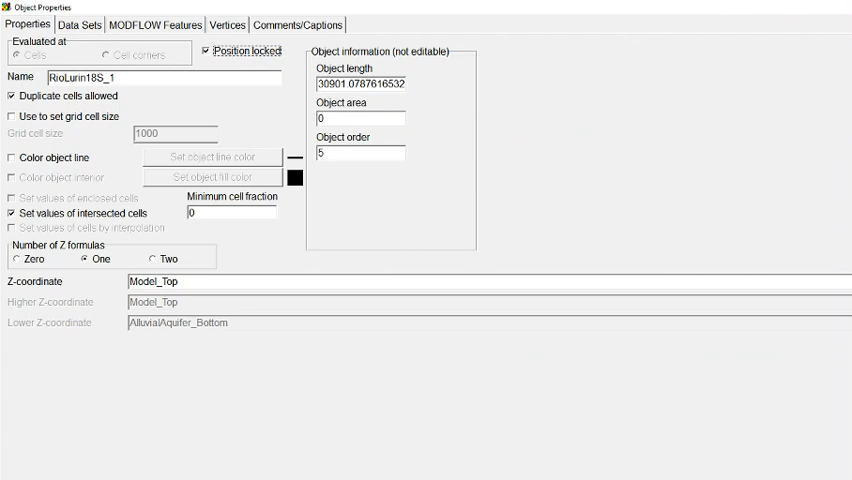 Object Properties
Properties Data Sets MODFLOW Features Vertices Comments/Captions
Evaluated at
Cells Cell corners
Position locked
Name RioLurin18S_1
Duplicate cells allowed
Use to set grid cell size
Grid cell size 1000
Color object line Set object line color
Color object interior Set object fill color
Set values of enclosed cells
Minimum cell fraction
Set values of intersected cells 0
Set values of cells by interpolation
Object information (not editable)
Object length
30901.0787616532
Object area
0
Object order
5
Number of Z formulas
Zero One Two
Z-coordinate Model_Top
Higher Z-coordinate Model_Top
Lower Z-coordinate AlluvialAquifer_Bottom